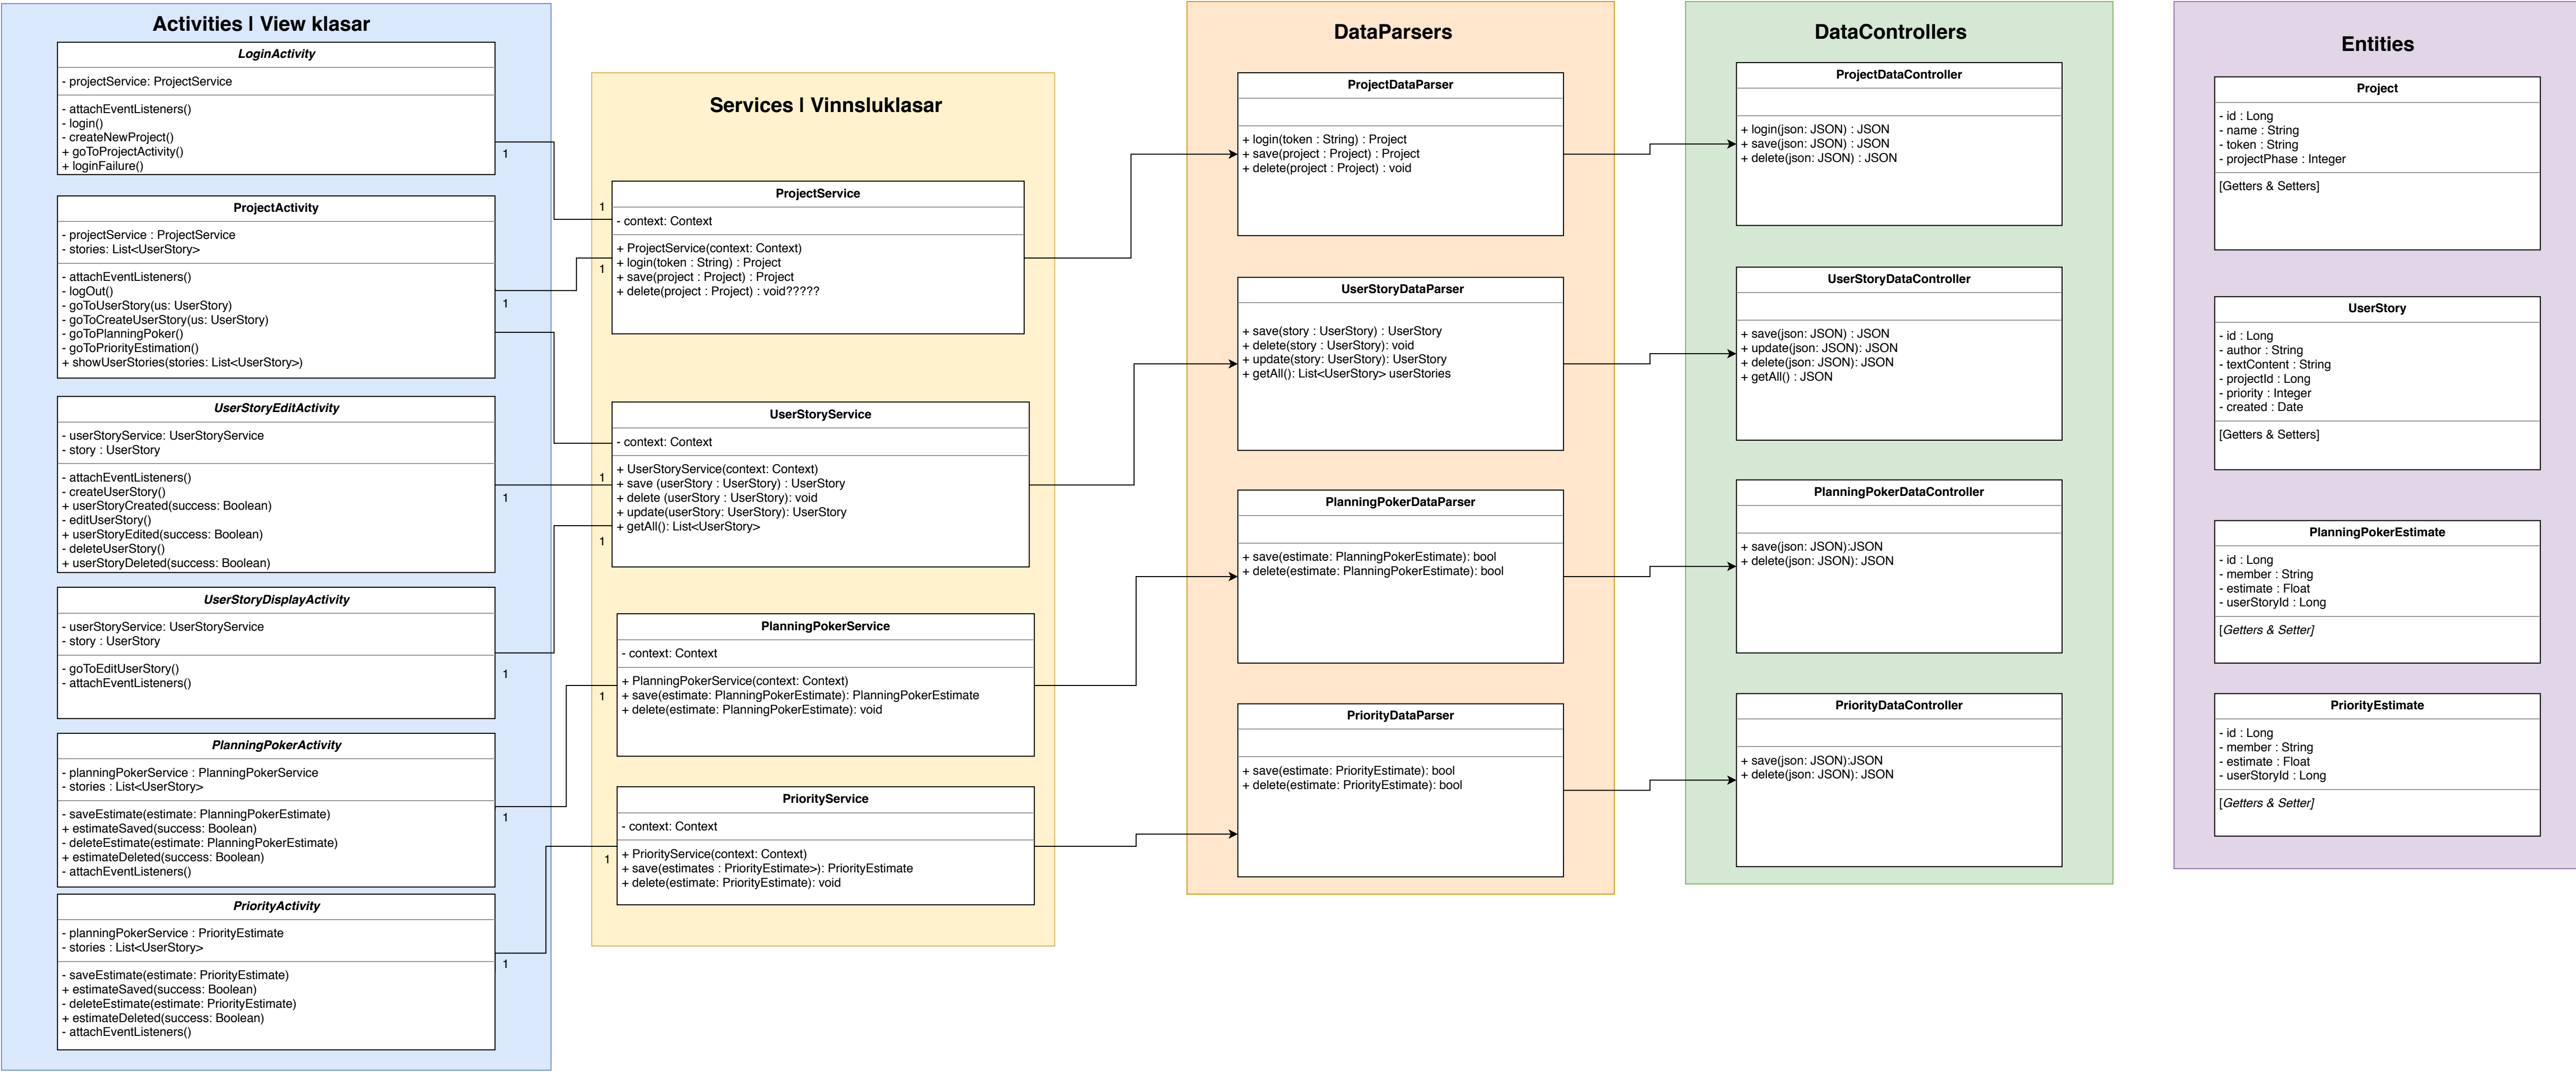 Activities | View klasar
LoginActivity
- projectService: ProjectService
- attachEventListeners()
- login()
- createNewProject()
+ goToProjectActivity()
+ loginFailure()
1
ProjectActivity
- projectService : ProjectService
- stories: List<UserStory>
- attachEventListeners()
- logOut()
- goToUserStory(us: UserStory)
- goToCreateUserStory(us: UserStory)
- goToPlanningPoker()
- goToPriorityEstimation()
+ showUserStories(stories: List<UserStory>)
1
UserStoryEditActivity
- userStoryService: UserStoryService
- story : UserStory
- attachEventListeners()
- createUserStory()
+ userStoryCreated(success: Boolean)
- editUserStory()
+ userStoryEdited(success: Boolean)
- deleteUserStory()
+ userStoryDeleted(success: Boolean)
1
UserStoryDisplayActivity
- userStoryService: UserStoryService
- story : UserStory
- goToEditUserStory()
- attachEventListeners()
1
PlanningPokerActivity
- planningPokerService : PlanningPokerService
- stories : List<UserStory>
- saveEstimate(estimate: PlanningPokerEstimate)
+ estimateSaved(success: Boolean)
- deleteEstimate(estimate: PlanningPokerEstimate)
+ estimateDeleted(success: Boolean)
- attachEventListeners()
1
PriorityActivity
- planningPokerService : PriorityEstimate
- stories : List<UserStory>
- saveEstimate(estimate: PriorityEstimate)
+ estimateSaved(success: Boolean)
- deleteEstimate(estimate: PriorityEstimate)
+ estimateDeleted(success: Boolean)
- attachEventListeners()
1
Services | Vinnsluklasar
1
1
ProjectService
- context: Context
+ ProjectService(context: Context)
+ login(token : String) : Project
+ save(project : Project) : Project
+ delete(project : Project) : void?????
1
1
UserStoryService
- context: Context
+ UserStoryService(context: Context)
+ save (userStory : UserStory) : UserStory
+ delete (userStory : UserStory): void
+ update(userStory: UserStory): UserStory
+ getAll(): List<UserStory>
1
PlanningPokerService
- context: Context
+ PlanningPokerService(context: Context)
+ save(estimate: PlanningPokerEstimate): PlanningPokerEstimate
+ delete(estimate: PlanningPokerEstimate): void
1
PriorityService
- context: Context
+ PriorityService(context: Context)
+ save(estimates : PriorityEstimate>): PriorityEstimate
+ delete(estimate: PriorityEstimate): void
DataParsers
ProjectDataParser
+ login(token : String) : Project
+ save(project : Project) : Project
+ delete(project : Project) : void
UserStoryDataParser
+ save(story : UserStory) : UserStory
+ delete(story : UserStory): void
+ update(story: UserStory): UserStory
+ getAll(): List<UserStory> userStories
PlanningPokerDataParser
+ save(estimate: PlanningPokerEstimate): bool
+ delete(estimate: PlanningPokerEstimate): bool
PriorityDataParser
+ save(estimate: PriorityEstimate): bool
+ delete(estimate: PriorityEstimate): bool
DataControllers
ProjectDataController
+ login(json: JSON) : JSON
+ save(json: JSON) : JSON
+ delete(json: JSON) : JSON
UserStoryDataController
+ save(json: JSON) : JSON
+ update(json: JSON): JSON
+ delete(json: JSON): JSON
+ getAll() : JSON
PlanningPokerDataController
+ save(json: JSON):JSON
+ delete(json: JSON): JSON
PriorityDataController
+ save(json: JSON):JSON
+ delete(json: JSON): JSON
Entities
Project
- id : Long
- name : String
- token : String
- projectPhase : Integer
[Getters & Setters]
UserStory
- id : Long
- author : String
- textContent : String
- projectId : Long
- priority : Integer
- created : Date
[Getters & Setters]
PlanningPokerEstimate
- id : Long
- member : String
- estimate : Float
- userStoryId : Long
[Getters & Setter]
PriorityEstimate
- id : Long
- member : String
- estimate : Float
- userStoryId : Long
[Getters & Setter]